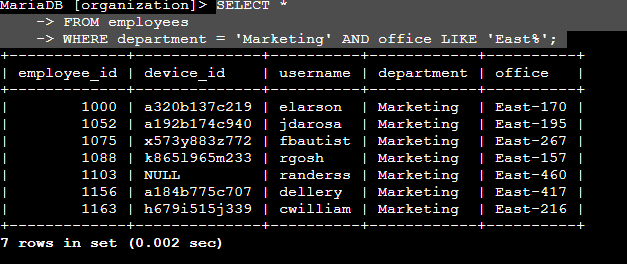 MariaDB [organization]> SELECT *
    -> FROM employees
    -> WHERE department = 'Marketing' AND office LIKE 'East%';
+-------------+--------------+----------+------------+----------+
| employee_id | device_id    | username | department | office   |
+-------------+--------------+----------+------------+----------+
|        1000 | a320b137c219 | elarson  | Marketing  | East-170 |
|        1052 | a192b174c940 | jdarosa  | Marketing  | East-195 |
|        1075 | x573y883z772 | fbautist | Marketing  | East-267 |
|        1088 | k8651965m233 | rgosh    | Marketing  | East-157 |
|        1103 | NULL         | randerss | Marketing  | East-460 |
|        1156 | a184b775c707 | dellery  | Marketing  | East-417 |
|        1163 | h679i515j339 | cwilliam | Marketing  | East-216 |
+-------------+--------------+----------+------------+----------+
7 rows in set (0.002 sec)